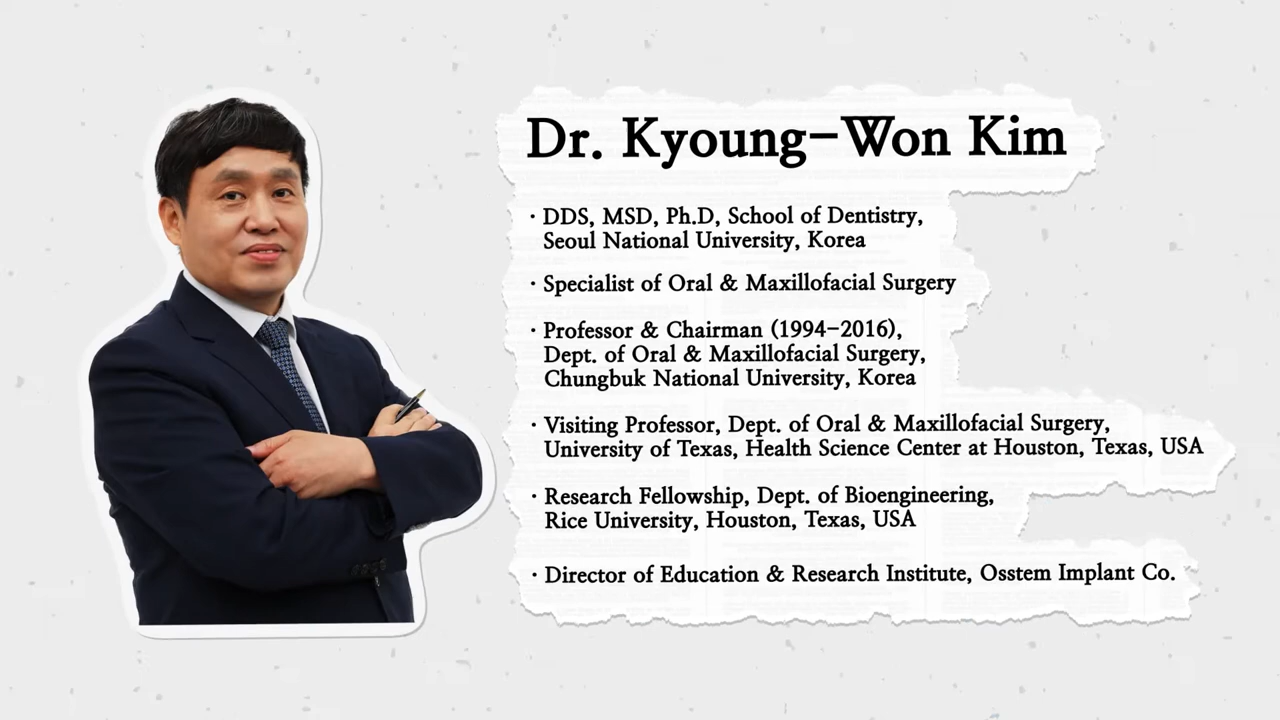 Dr. Kyoung-Won Kim
· DDS, MSD, Ph.D, School of Dentistry,
Seoul National University, Korea
· Specialist of Oral & Maxillofacial Surgery
· Professor & Chairman (1994-2016),
Dept. of Oral & Maxillofacial Surgery,
Chungbuk National University, Korea
· Visiting Professor, Dept. of Oral & Maxillofacial Surgery,
University of Texas, Health Science Center at Houston, Texas, USA
· Research Fellowship, Dept. of Bioengineering,
Rice University, Houston, Texas, USA
· Director of Education & Research Institute, Osstem Implant Co.